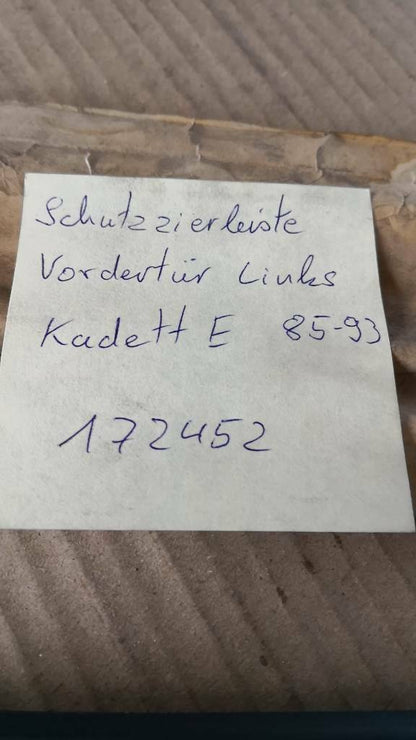 Schutzzierleiste
Vordertür Links
Kadett E 85-93
172452